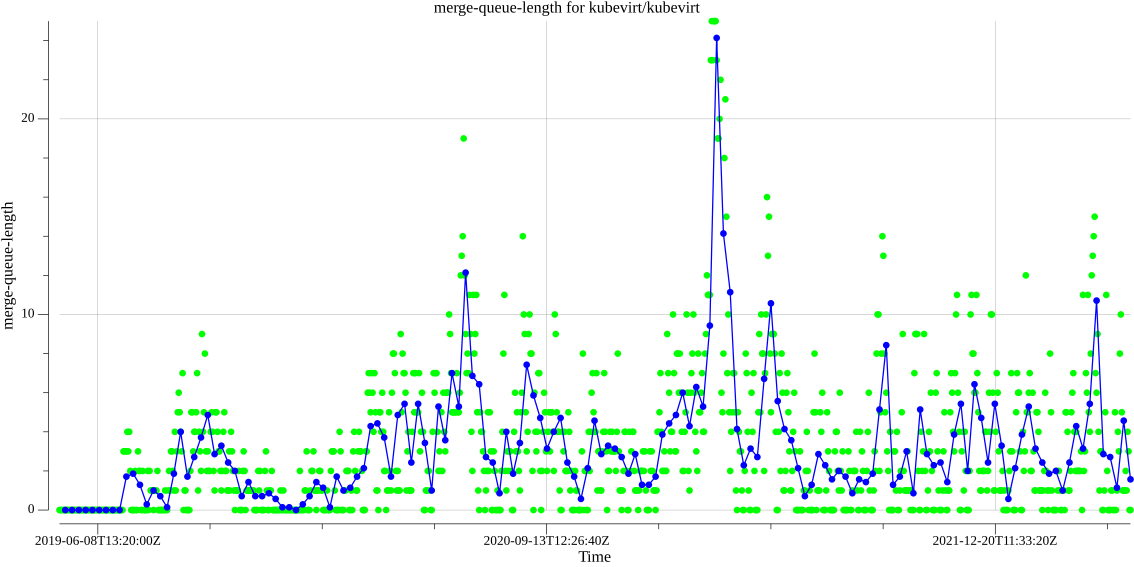 merge-queue-length for kubevirt/kubevirt
merge-queue-length
20
10
0
2019-06-08T13:20:00Z
2020-09-13T12:26:40Z
2021-12-20T11:33:20Z
Time